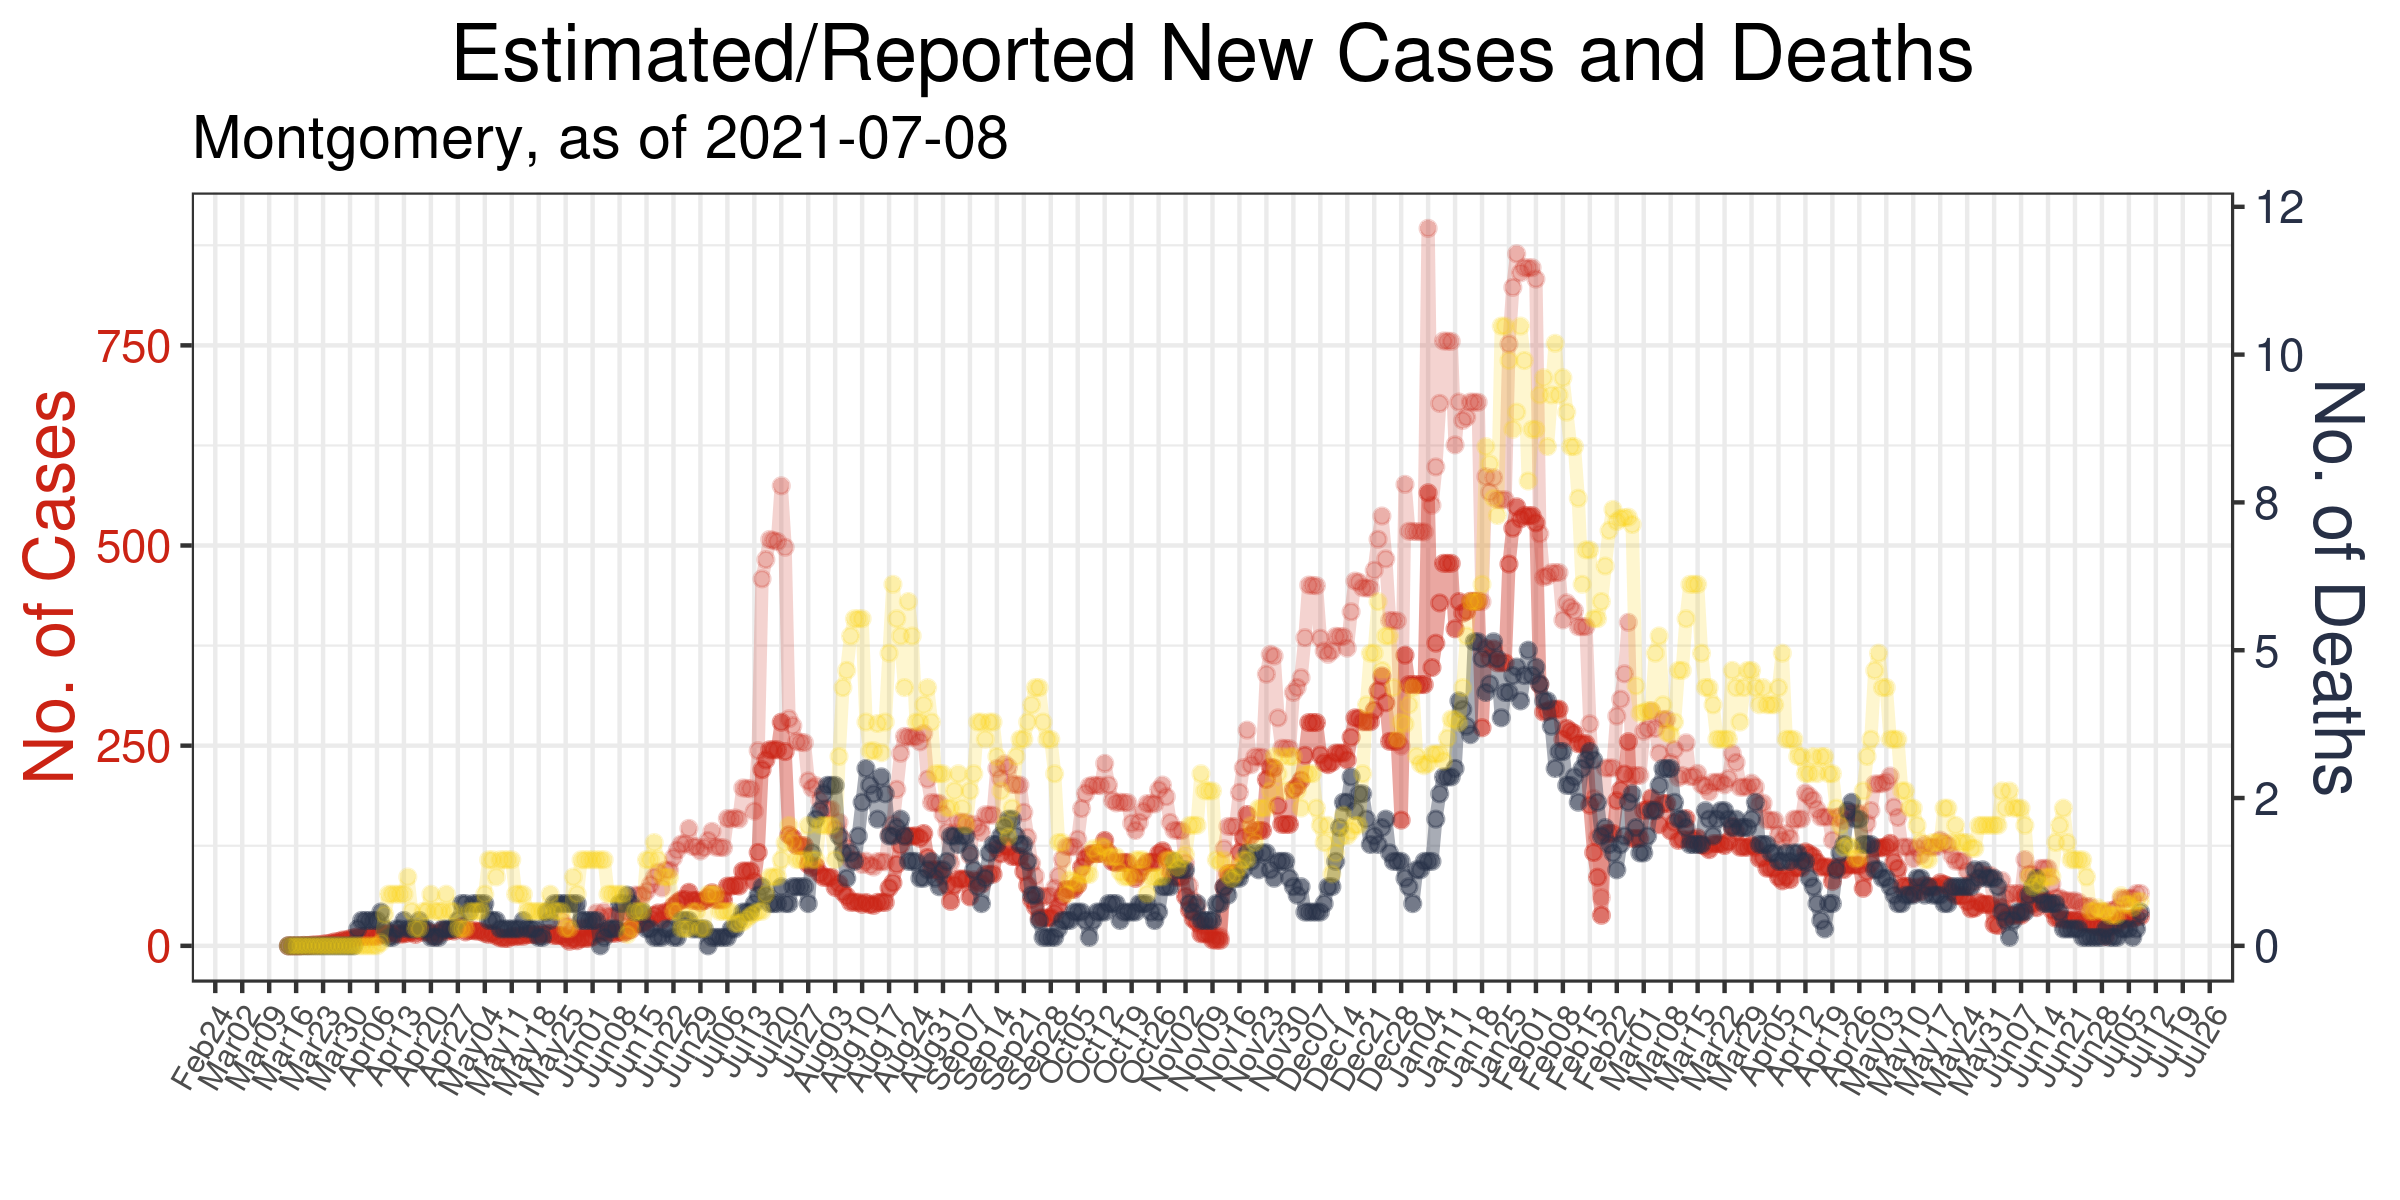 Estimated/Reported New Cases and Deaths
Montgomery, as of 2021-07-08
No. of Cases
750
500
250
0
12
10
8
5
2
0
No. of Deaths
Feb24
Mar02
Mar09
Mar16
Mar23
Mar30
Apr06
Apr13
Apr20
Apr27
May04
May11
May18
May25
Jun01
Jun08
Jun15
Jun22
Jun29
Jul06
Jul13
Jul20
Jul27
Aug03
Aug10
Aug17
Aug24
Aug31
Sep07
Sep14
Sep21
Sep28
Oct05
Oct12
Oct19
Oct26
Nov02
Nov09
Nov16
Nov23
Nov30
Dec07
Dec14
Dec21
Dec28
Jan04
Jan11
Jan18
Jan25
Feb01
Feb08
Feb15
Feb22
Mar01
Mar08
Mar15
Mar22
Mar29
Apr05
Apr12
Apr19
Apr26
May03
May10
May17
May24
May31
Jun07
Jun14
Jun21
Jun28
Jul05
Jul12
Jul19
Jul26